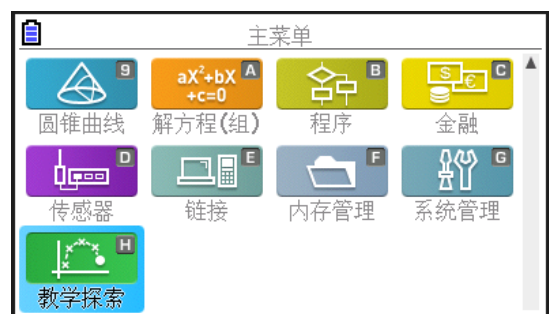 主菜单
9 A B C
aX²+bX
+c=0
$ €
圆锥曲线 解方程(组) 程序 金融
D E F G
传感器 链接 内存管理 系统管理
H
教学探索